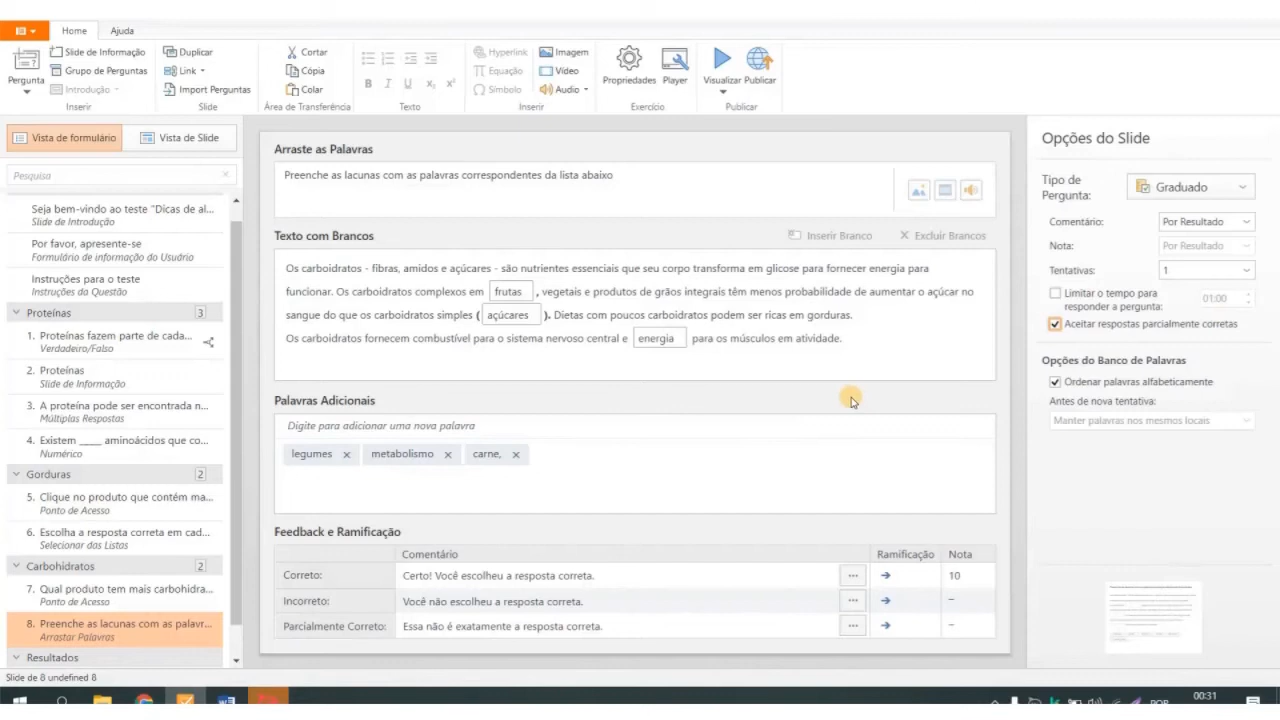 Home
Ajuda
Pergunta
Slide de Informação
Grupo de Perguntas
Introdução
Inserir
Duplicar
Link
Import Perguntas
Slide
Cortar
Cópia
Colar
Área de Transferência
B I U x₂ x²
Texto
Hyperlink
Equação
Símbolo
Imagem
Vídeo
Audio
Inserir
Propriedades
Player
Exercício
Visualizar
Publicar
Publicar
Vista de formulário
Vista de Slide
Pesquisa
Seja bem-vindo ao teste "Dicas de al...
Slide de Introdução
Por favor, apresente-se
Formulário de informação do Usuário
Instruções para o teste
Instruções da Questão
Proteínas 3
1. Proteínas fazem parte de cada...
Verdadeiro/Falso
2. Proteínas
Slide de Informação
3. A proteína pode ser encontrada n...
Múltiplas Respostas
4. Existem _____ aminoácidos que co...
Numérico
Gorduras 2
5. Clique no produto que contém ma...
Ponto de Acesso
6. Escolha a resposta correta em cad...
Selecionar das Listas
Carbohidratos 2
7. Qual produto tem mais carbohidra...
Ponto de Acesso
8. Preenche as lacunas com as palavr...
Arrastar Palavras
Resultados
Slide de 8 undefined 8
Arraste as Palavras
Preenche as lacunas com as palavras correspondentes da lista abaixo
Texto com Brancos
Inserir Branco
Excluir Brancos
Os carboidratos - fibras, amidos e açúcares - são nutrientes essenciais que seu corpo transforma em glicose para fornecer energia para
funcionar. Os carboidratos complexos em frutas , vegetais e produtos de grãos integrais têm menos probabilidade de aumentar o açúcar no
sangue do que os carboidratos simples ( açúcares ). Dietas com poucos carboidratos podem ser ricas em gorduras.
Os carboidratos fornecem combustível para o sistema nervoso central e energia para os músculos em atividade.
Palavras Adicionais
Digite para adicionar uma nova palavra
legumes
metabolismo
carne,
Feedback e Ramificação
Comentário Ramificação Nota
Correto: Certo! Você escolheu a resposta correta. ... 10
Incorreto: Você não escolheu a resposta correta. ... –
Parcialmente Correto: Essa não é exatamente a resposta correta. ... –
Opções do Slide
Tipo de
Pergunta:
Graduado
Comentário: Por Resultado
Nota: Por Resultado
Tentativas: 1
Limitar o tempo para
responder a pergunta:
01:00
Aceitar respostas parcialmente corretas
Opções do Banco de Palavras
Ordenar palavras alfabeticamente
Antes de nova tentativa:
Manter palavras nos mesmos locais
POR
00:31